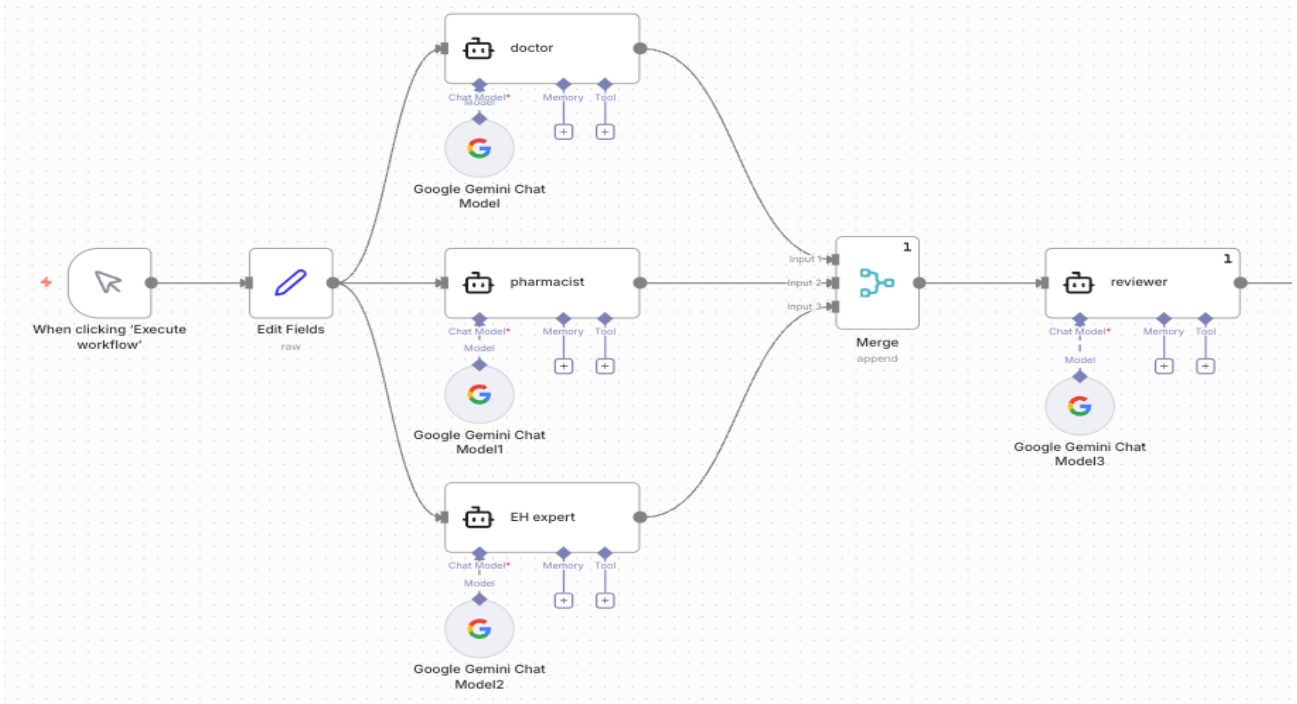 doctor
Chat Model*
Memory
Tool
Model
Google Gemini Chat
Model
When clicking ‘Execute
workflow’
Edit Fields
raw
pharmacist
Chat Model*
Memory
Tool
Model
Google Gemini Chat
Model1
EH expert
Chat Model*
Memory
Tool
Model
Google Gemini Chat
Model2
Input 1
Input 2
Input 3
1
Merge
append
1
reviewer
Chat Model*
Memory
Tool
Model
Google Gemini Chat
Model3